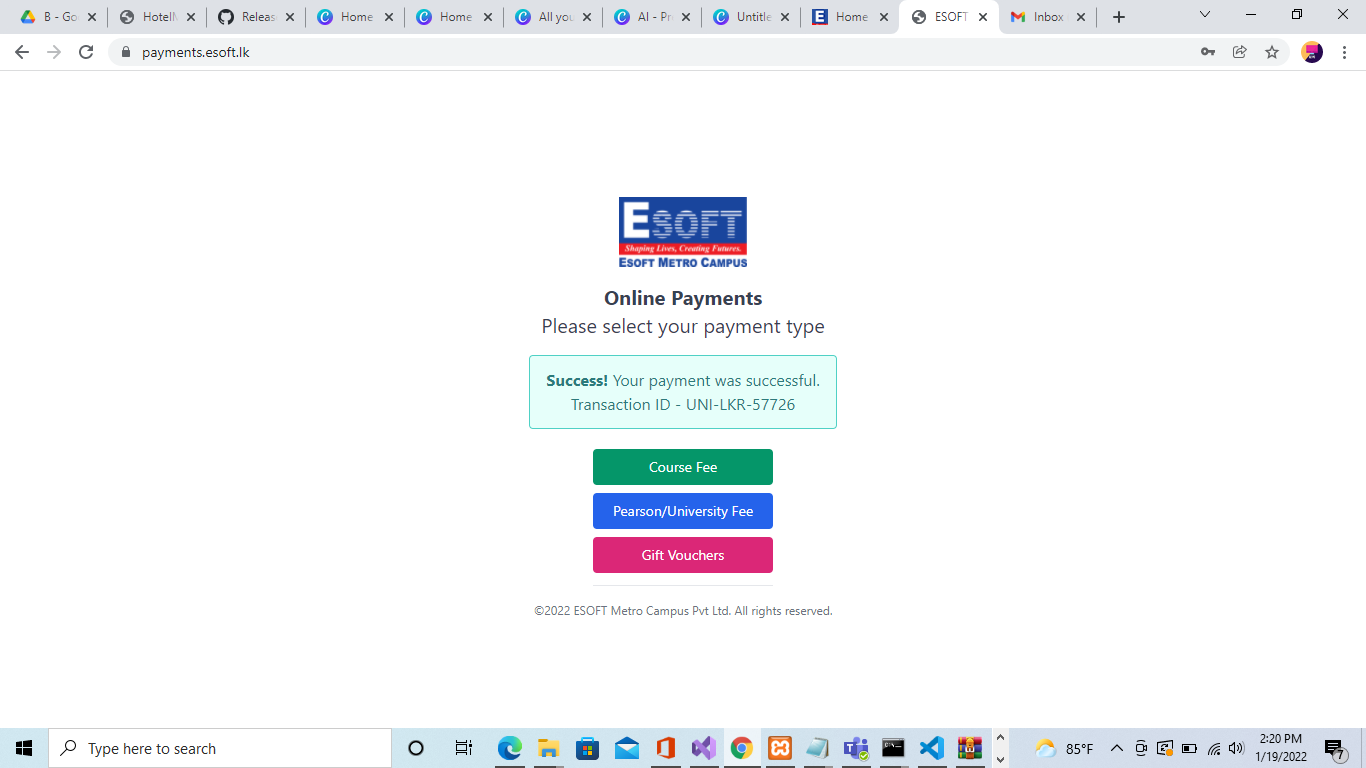 B - Go
HotelM
Releas
Home
Home
All you
AI - Pr
Untitle
Home
ESOFT
Inbox
payments.esoft.lk
ESOFT
Shaping Lives, Creating Futures.
ESOFT METRO CAMPUS
Online Payments
Please select your payment type
Success! Your payment was successful.
Transaction ID - UNI-LKR-57726
Course Fee
Pearson/University Fee
Gift Vouchers
©2022 ESOFT Metro Campus Pvt Ltd. All rights reserved.
Type here to search
85°F
2:20 PM
1/19/2022
7